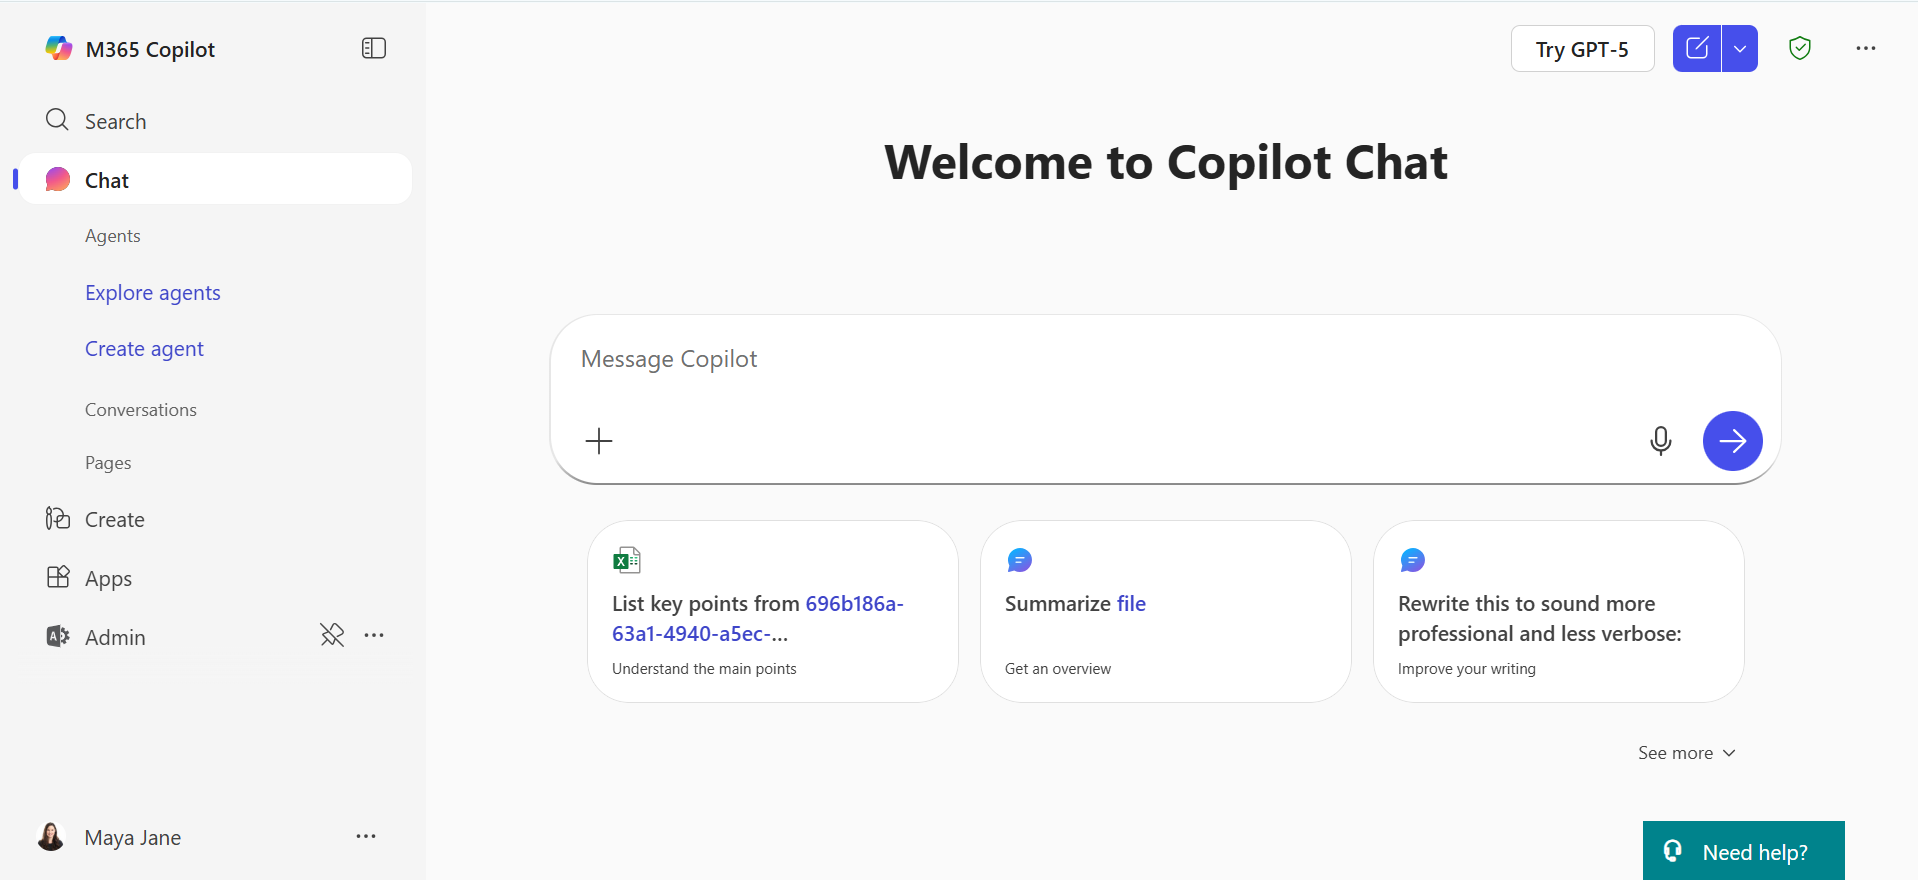 M365 Copilot
Search
Chat
Agents
Explore agents
Create agent
Conversations
Pages
Create
Apps
Admin
Maya Jane
Try GPT-5
Welcome to Copilot Chat
Message Copilot
List key points from 696b186a-
63a1-4940-a5ec-...
Understand the main points
Summarize file
Get an overview
Rewrite this to sound more
professional and less verbose:
Improve your writing
See more
Need help?